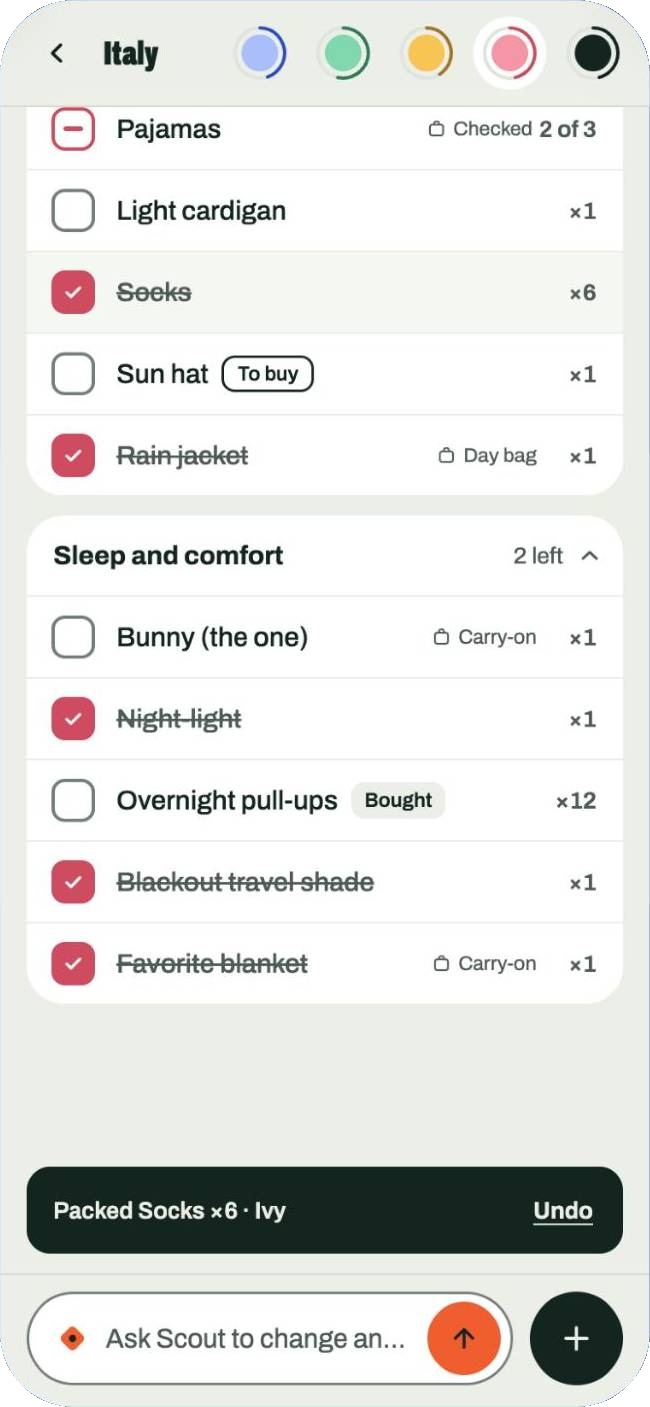 Italy
Pajamas Checked 2 of 3
Light cardigan ×1
Socks ×6
Sun hat To buy ×1
Rain jacket Day bag ×1
Sleep and comfort 2 left
Bunny (the one) Carry-on ×1
Night-light ×1
Overnight pull-ups Bought ×12
Blackout travel shade ×1
Favorite blanket Carry-on ×1
Packed Socks ×6 · Ivy Undo
Ask Scout to change an...